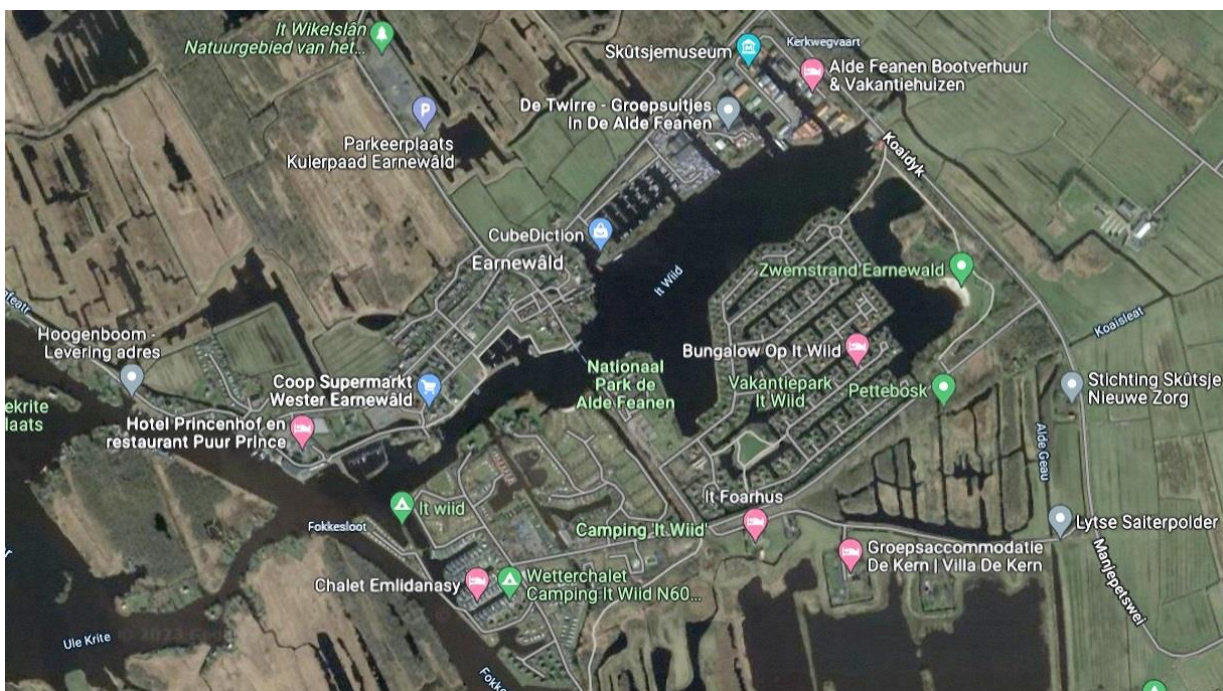 It Wikelslân
Natuurgebied van het...
Parkeerplaats
Kuierpaad Earnewâld
Skûtsjemuseum
Kerkwegvaart
Alde Feanen Bootverhuur
& Vakantiehuizen
De Twirre - Groepsuitjes
In De Alde Feanen
Koaidyk
CubeDiction
Earnewâld
It Wiid
Zwemstrand Earnewald
Hoogenboom -
Levering adres
Coop Supermarkt
Wester Earnewâld
Hotel Princenhof en
restaurant Puur Prince
Nationaal
Park de
Alde Feanen
Bungalow Op It Wiid
Vakantiepark
It Wiid
Pettebosk
Koaisleat
Stichting Skûtsje
Nieuwe Zorg
Alde Geau
It wiid
Fokkesloot
It Foarhus
Camping 'It Wiid'
Lytse Saiterpolder
Groepsaccommodatie
De Kern | Villa De Kern
Manjepetswei
Chalet Emlidanasy
Wetterchalet
Camping It Wiid N60...
Ule Krite